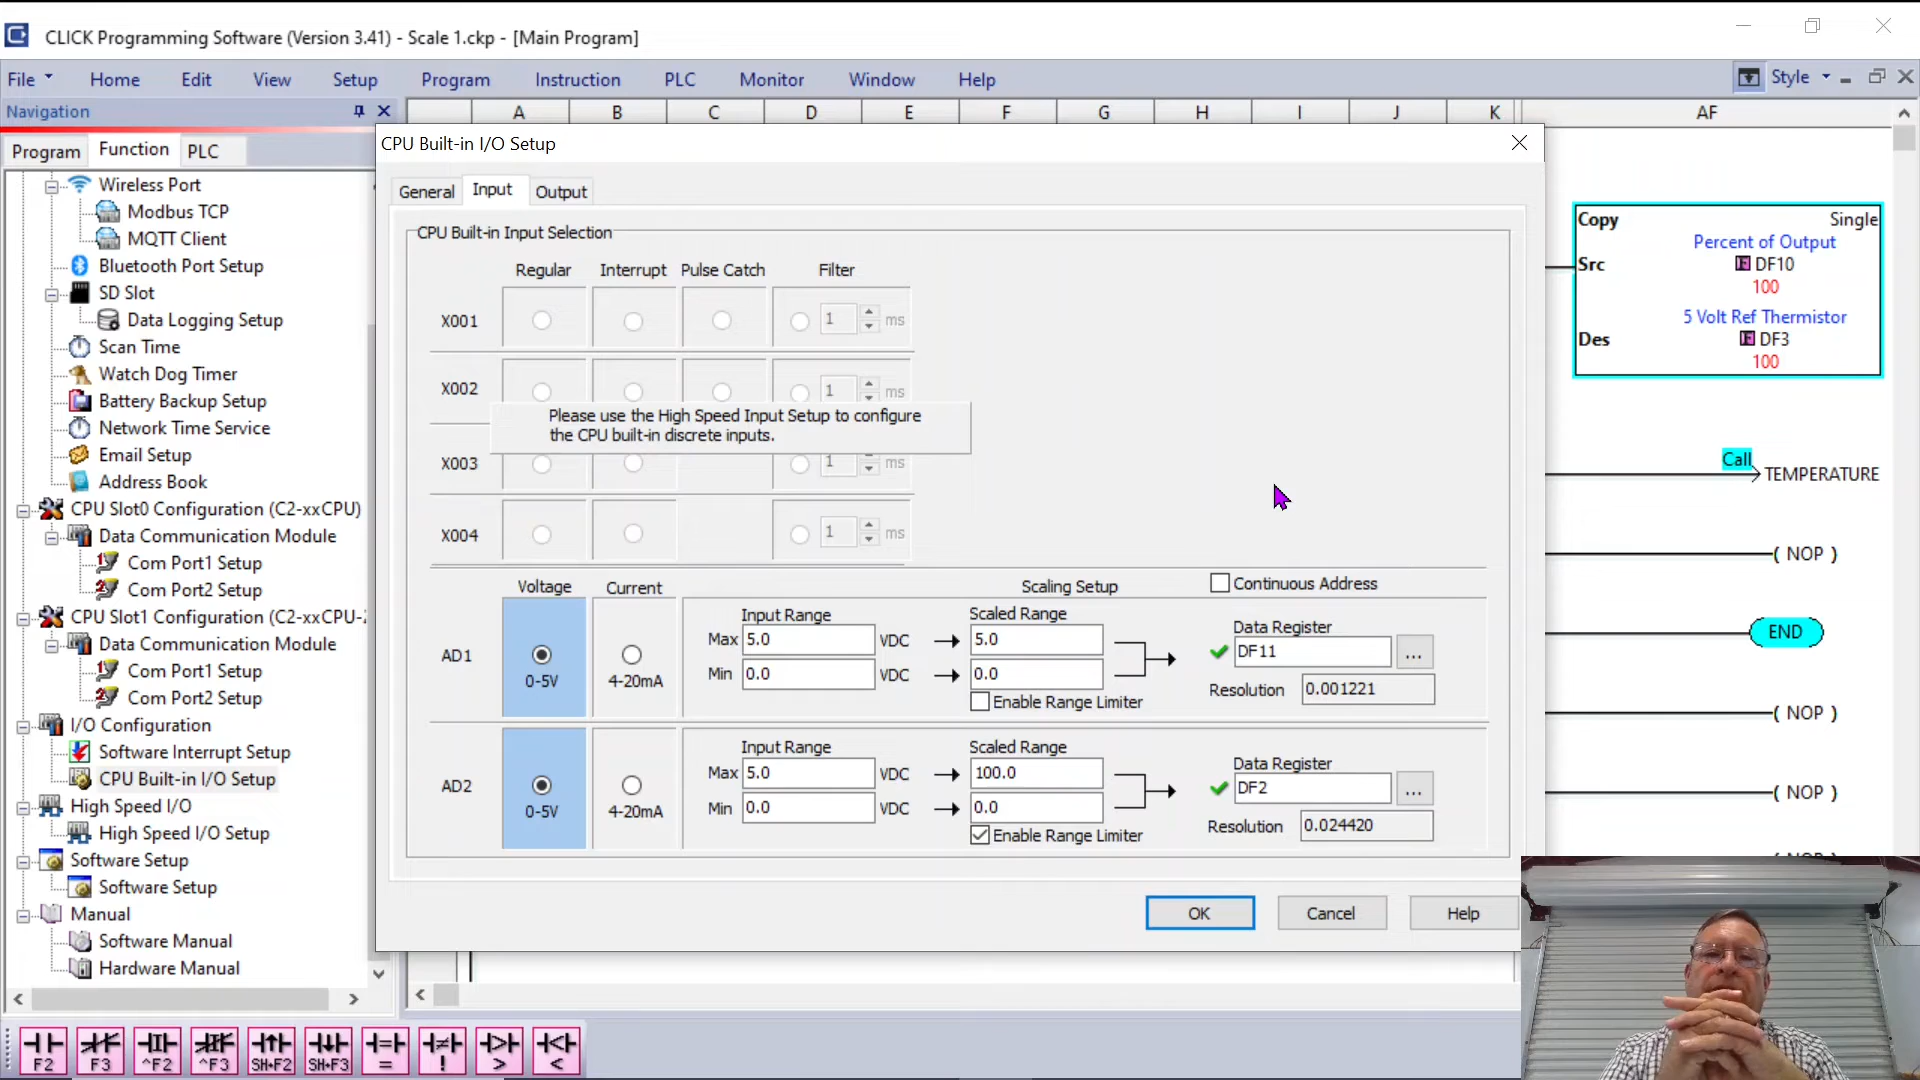 CLICK Programming Software (Version 3.41) - Scale 1.ckp - [Main Program]
File Home Edit View Setup Program Instruction PLC Monitor Window Help Style
Navigation
A B C D E F G H I J K AF
Program Function PLC
Wireless Port
Modbus TCP
MQTT Client
Bluetooth Port Setup
SD Slot
Data Logging Setup
Scan Time
Watch Dog Timer
Battery Backup Setup
Network Time Service
Email Setup
Address Book
CPU Slot0 Configuration (C2-xxCPU)
Data Communication Module
Com Port1 Setup
Com Port2 Setup
CPU Slot1 Configuration (C2-xxCPU-
Data Communication Module
Com Port1 Setup
Com Port2 Setup
I/O Configuration
Software Interrupt Setup
CPU Built-in I/O Setup
High Speed I/O
High Speed I/O Setup
Software Setup
Software Setup
Manual
Software Manual
Hardware Manual
CPU Built-in I/O Setup
General Input Output
CPU Built-in Input Selection
Regular Interrupt Pulse Catch Filter
X001 1 ms
X002 1 ms
Please use the High Speed Input Setup to configure
the CPU built-in discrete inputs.
X003 1 ms
X004 1 ms
Voltage Current Scaling Setup Continuous Address
Input Range Scaled Range Data Register
AD1 0-5V 4-20mA
Max 5.0 VDC 5.0 DF11 ...
Min 0.0 VDC 0.0 Resolution 0.001221
Enable Range Limiter
Input Range Scaled Range Data Register
AD2 0-5V 4-20mA
Max 5.0 VDC 100.0 DF2 ...
Min 0.0 VDC 0.0 Resolution 0.024420
Enable Range Limiter
OK Cancel Help
Copy Single
Percent of Output
Src DF10
100
5 Volt Ref Thermistor
Des DF3
100
Call
TEMPERATURE
( NOP )
END
( NOP )
( NOP )
F2 F3 ^F2 ^F3 SH+F2 SH+F3 = ! > <